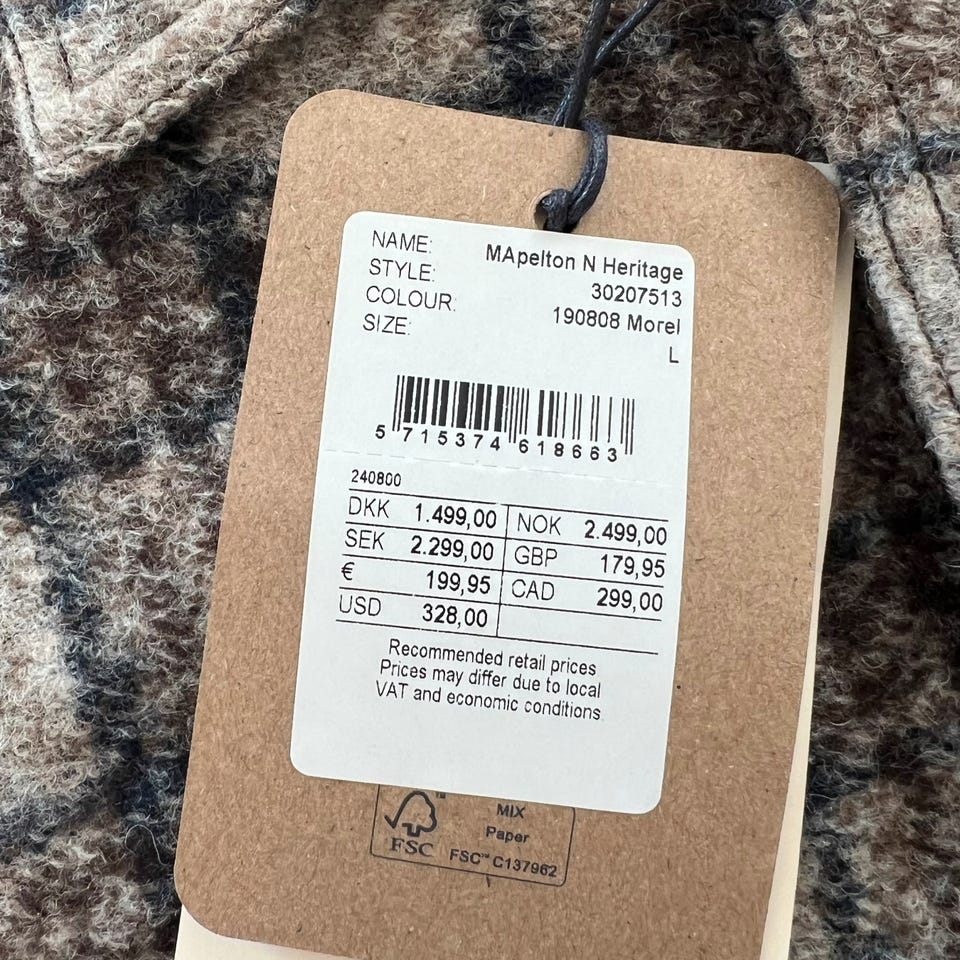 NAME: MApelton N Heritage
STYLE: 30207513
COLOUR: 190808 Morel
SIZE: L
5 715374 618663
240800
DKK 1.499,00 NOK 2.499,00
SEK 2.299,00 GBP 179,95
€ 199,95 CAD 299,00
USD 328,00
Recommended retail prices
Prices may differ due to local
VAT and economic conditions
MIX
Paper
FSC FSC™ C137962